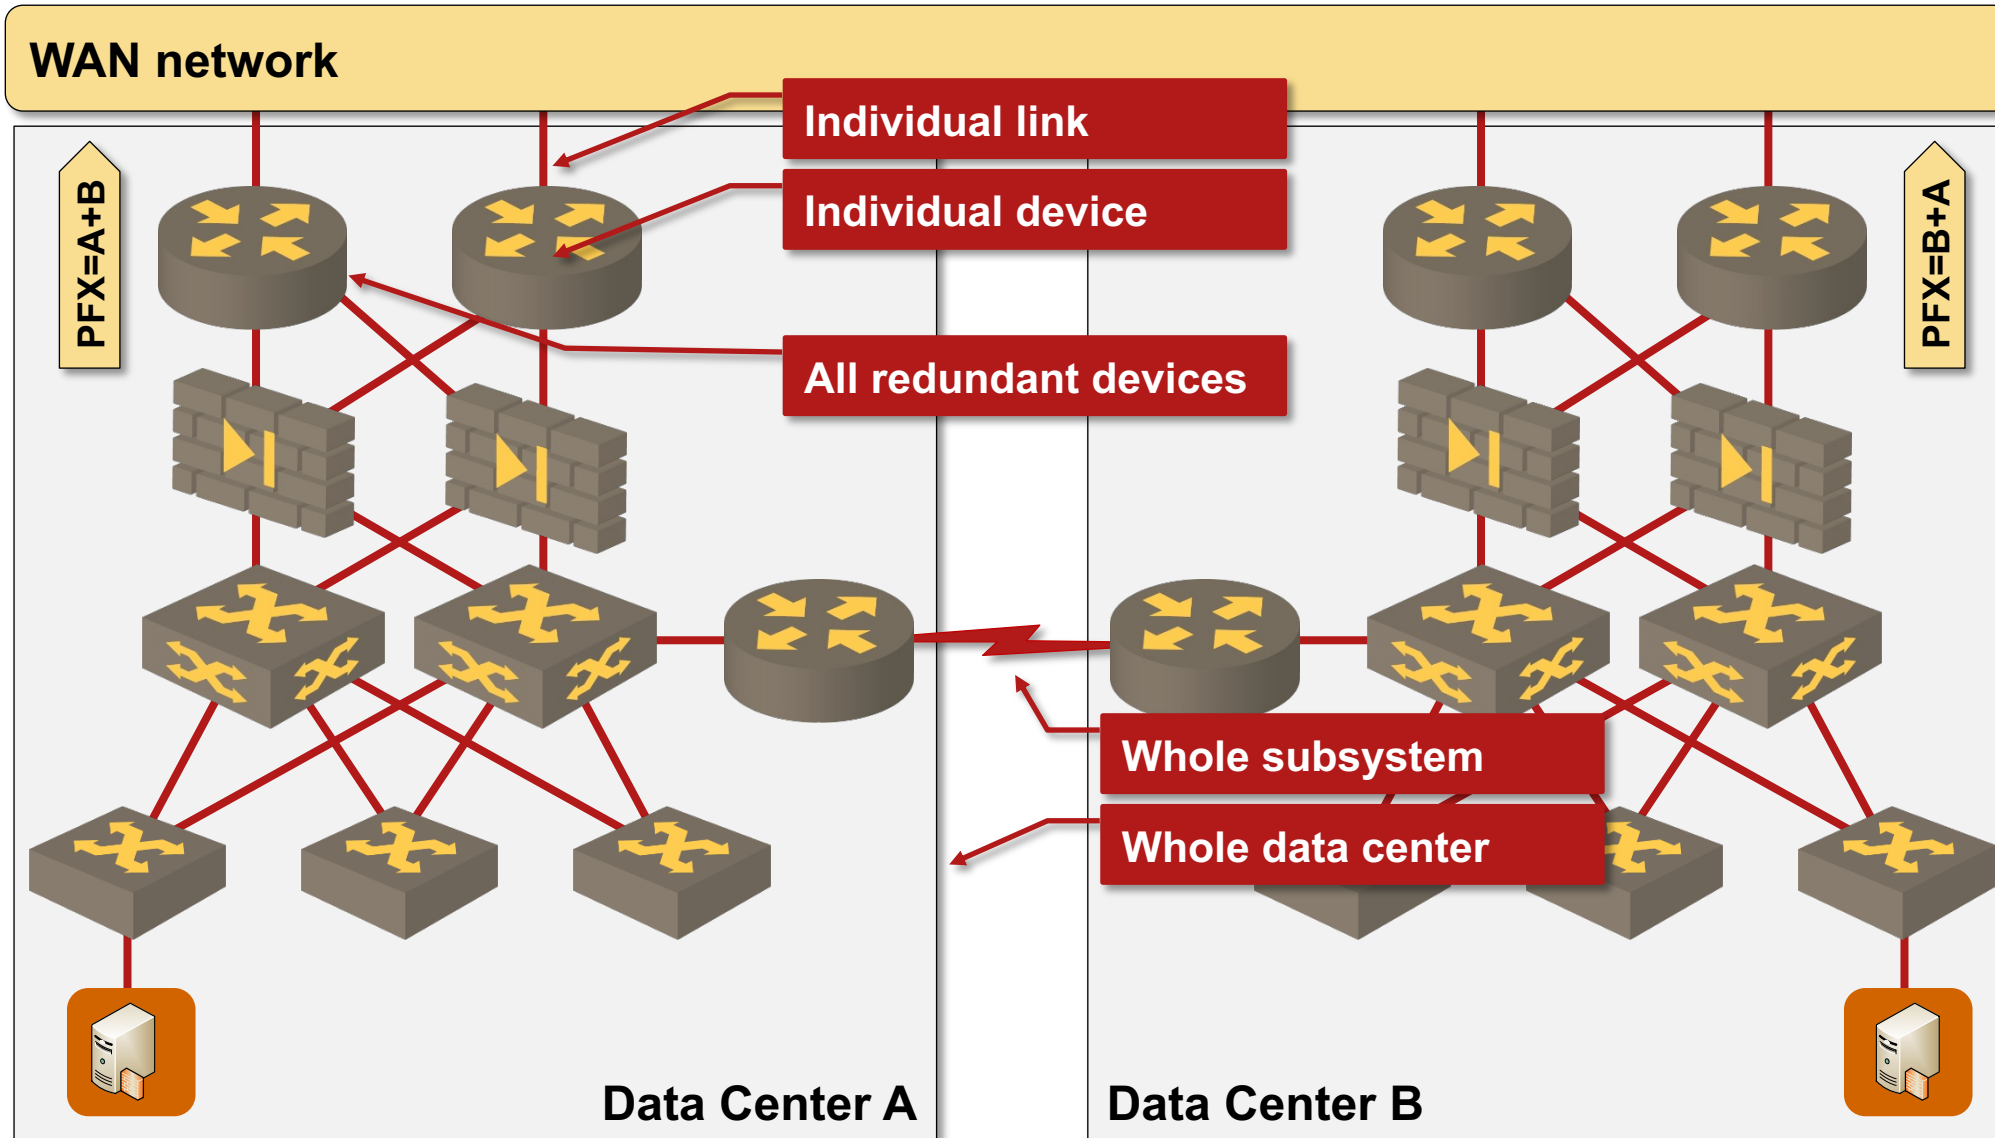 WAN network
Individual link
PFX=A+B
Individual device
PFX=B+A
All redundant devices
Whole subsystem
Whole data center
Data Center A
Data Center B